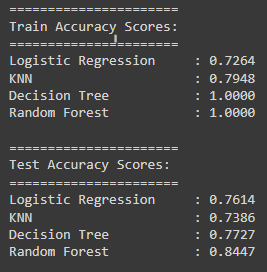 =======================
Train Accuracy Scores:
=======================
Logistic Regression : 0.7264
KNN : 0.7948
Decision Tree : 1.0000
Random Forest : 1.0000
=======================
Test Accuracy Scores:
=======================
Logistic Regression : 0.7614
KNN : 0.7386
Decision Tree : 0.7727
Random Forest : 0.8447